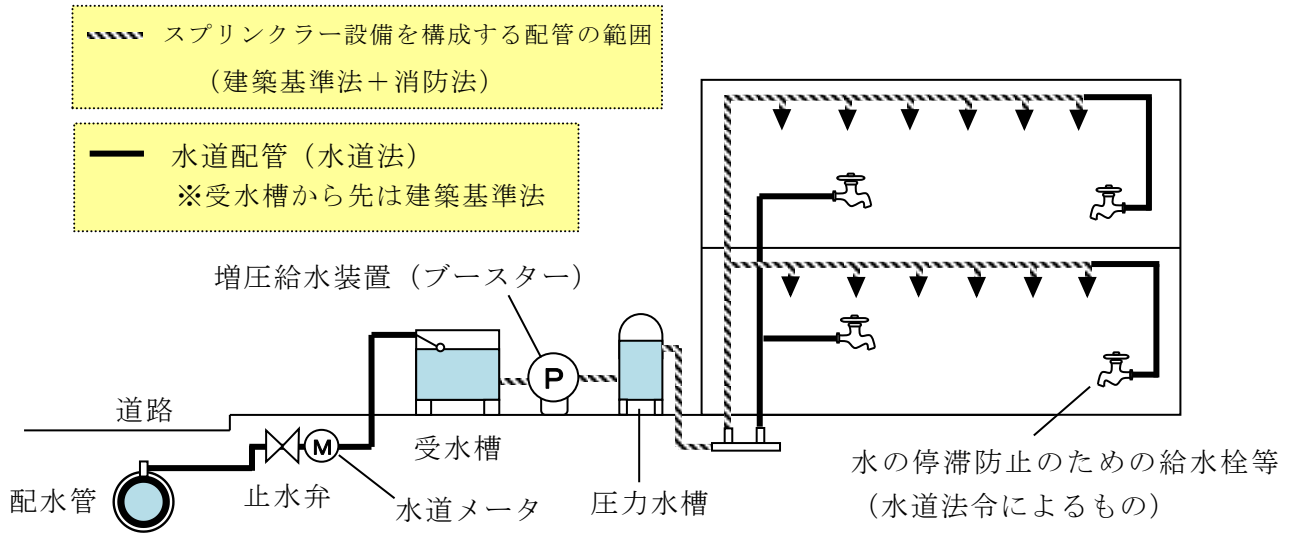 スプリンクラー設備を構成する配管の範囲
（建築基準法＋消防法）
水道配管（水道法）
※受水槽から先は建築基準法
増圧給水装置（ブースター）
P
道路
M
受水槽
配水管
止水弁
水道メータ
圧力水槽
水の停滞防止のための給水栓等
（水道法令によるもの）